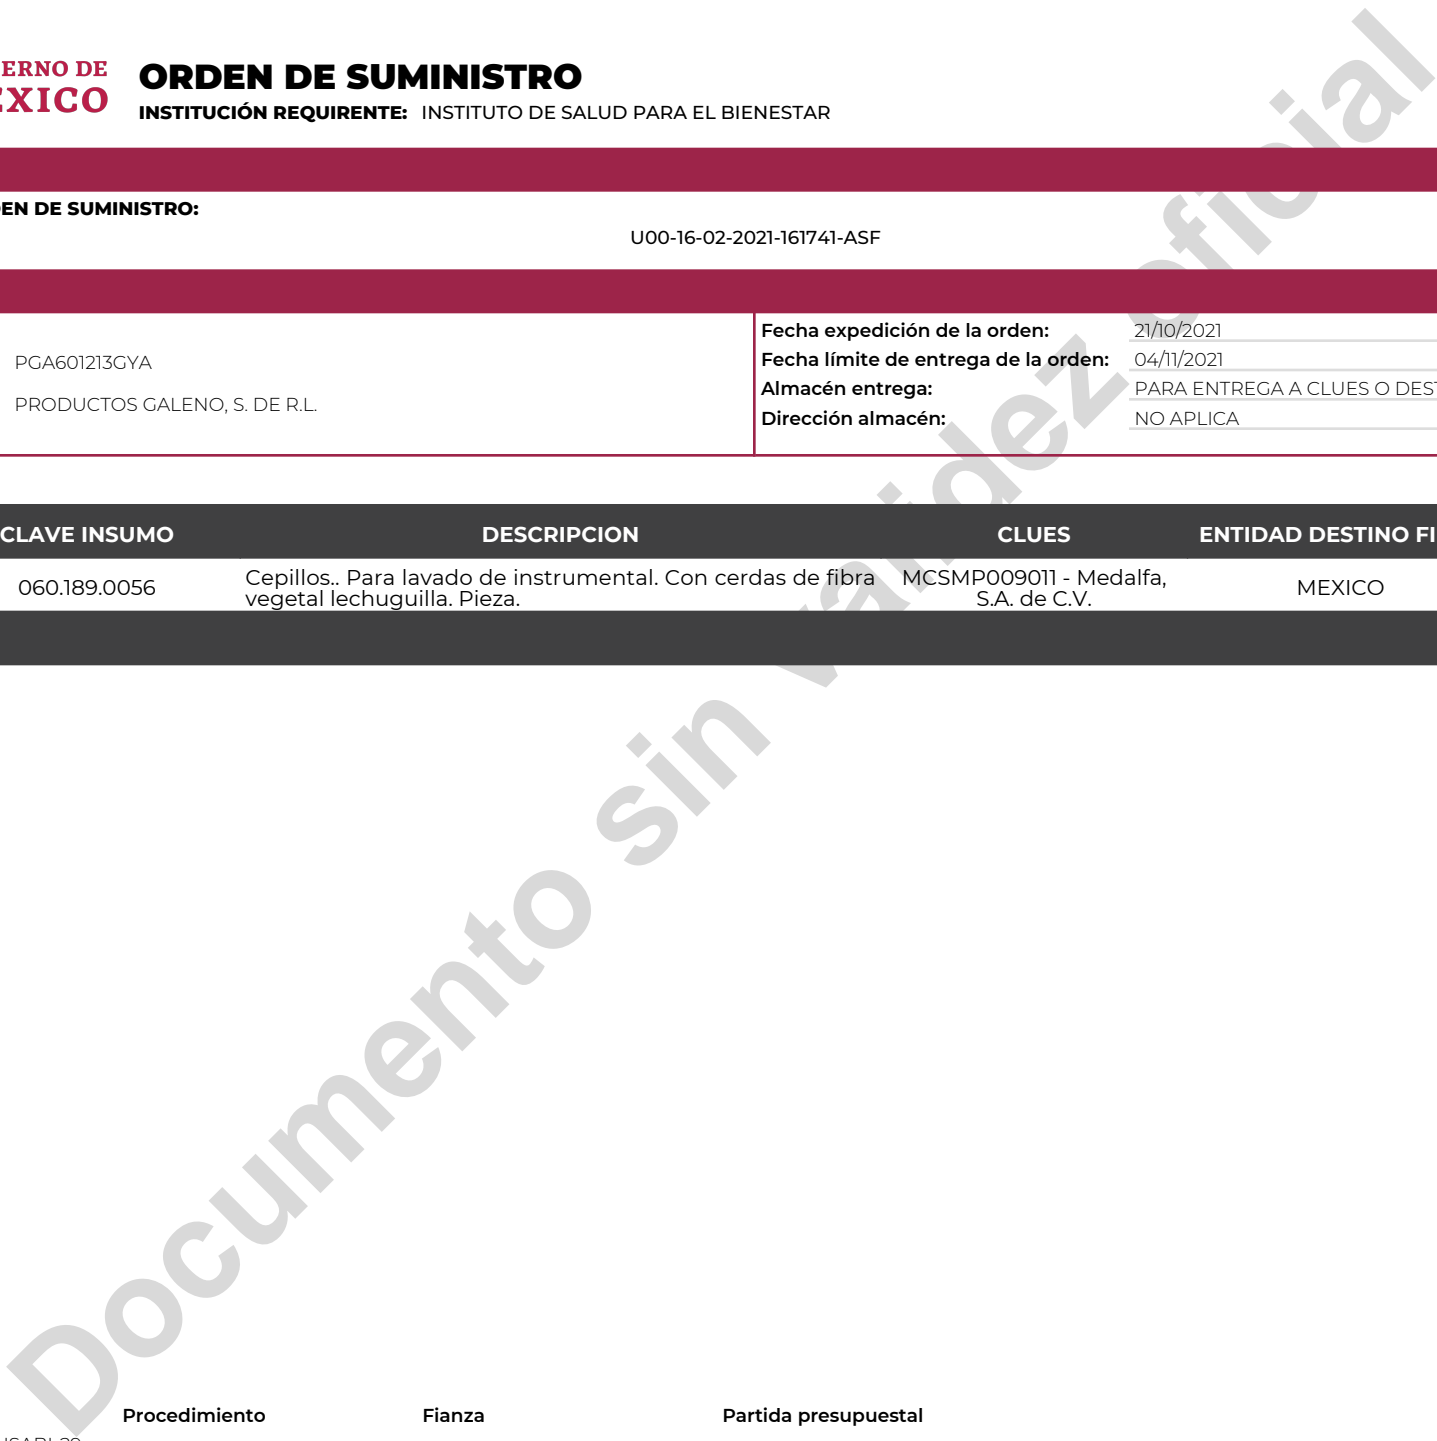 ERNO DE
EXICO
ORDEN DE SUMINISTRO
INSTITUCIÓN REQUIRENTE: INSTITUTO DE SALUD PARA EL BIENESTAR
EN DE SUMINISTRO:
U00-16-02-2021-161741-ASF
PGA601213GYA
PRODUCTOS GALENO, S. DE R.L.
Fecha expedición de la orden: 21/10/2021
Fecha límite de entrega de la orden: 04/11/2021
Almacén entrega: PARA ENTREGA A CLUES O DEST
Dirección almacén: NO APLICA
CLAVE INSUMO DESCRIPCION CLUES ENTIDAD DESTINO FI
060.189.0056 Cepillos.. Para lavado de instrumental. Con cerdas de fibra vegetal lechuguilla. Pieza. MCSMP009011 - Medalfa, S.A. de C.V. MEXICO
Documento sin validez oficial
Procedimiento Fianza Partida presupuestal